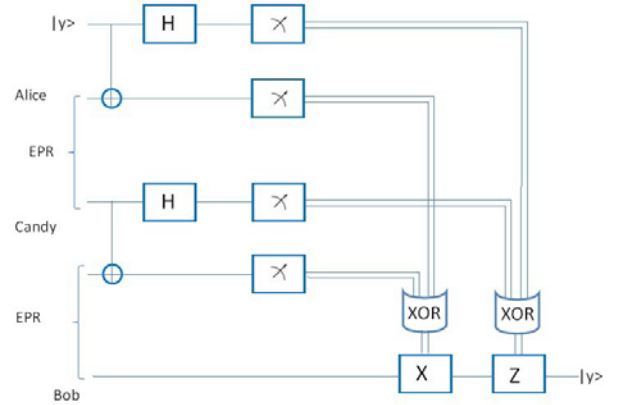 |y> H
Alice
EPR
H
Candy
EPR
XOR XOR
X Z |y>
Bob